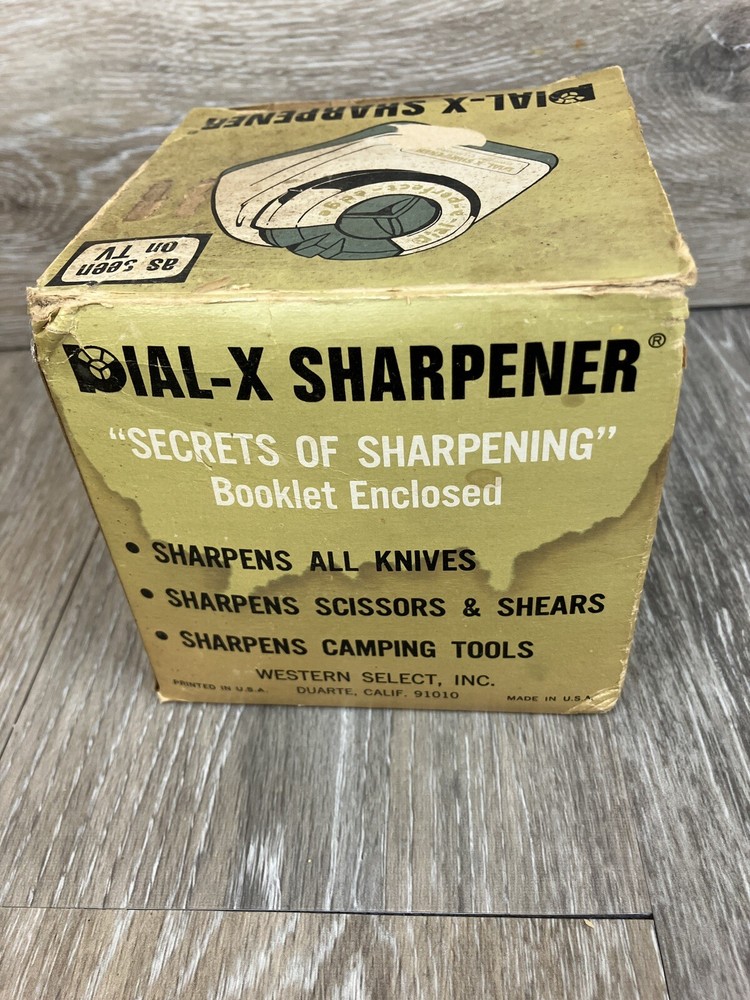 DIAL-X SHARPENER
as seen
on TV
DIAL-X SHARPENER®
“SECRETS OF SHARPENING”
Booklet Enclosed
• SHARPENS ALL KNIVES
• SHARPENS SCISSORS & SHEARS
• SHARPENS CAMPING TOOLS
WESTERN SELECT, INC.
DUARTE, CALIF. 91010
PRINTED IN U.S.A.
MADE IN U.S.A.